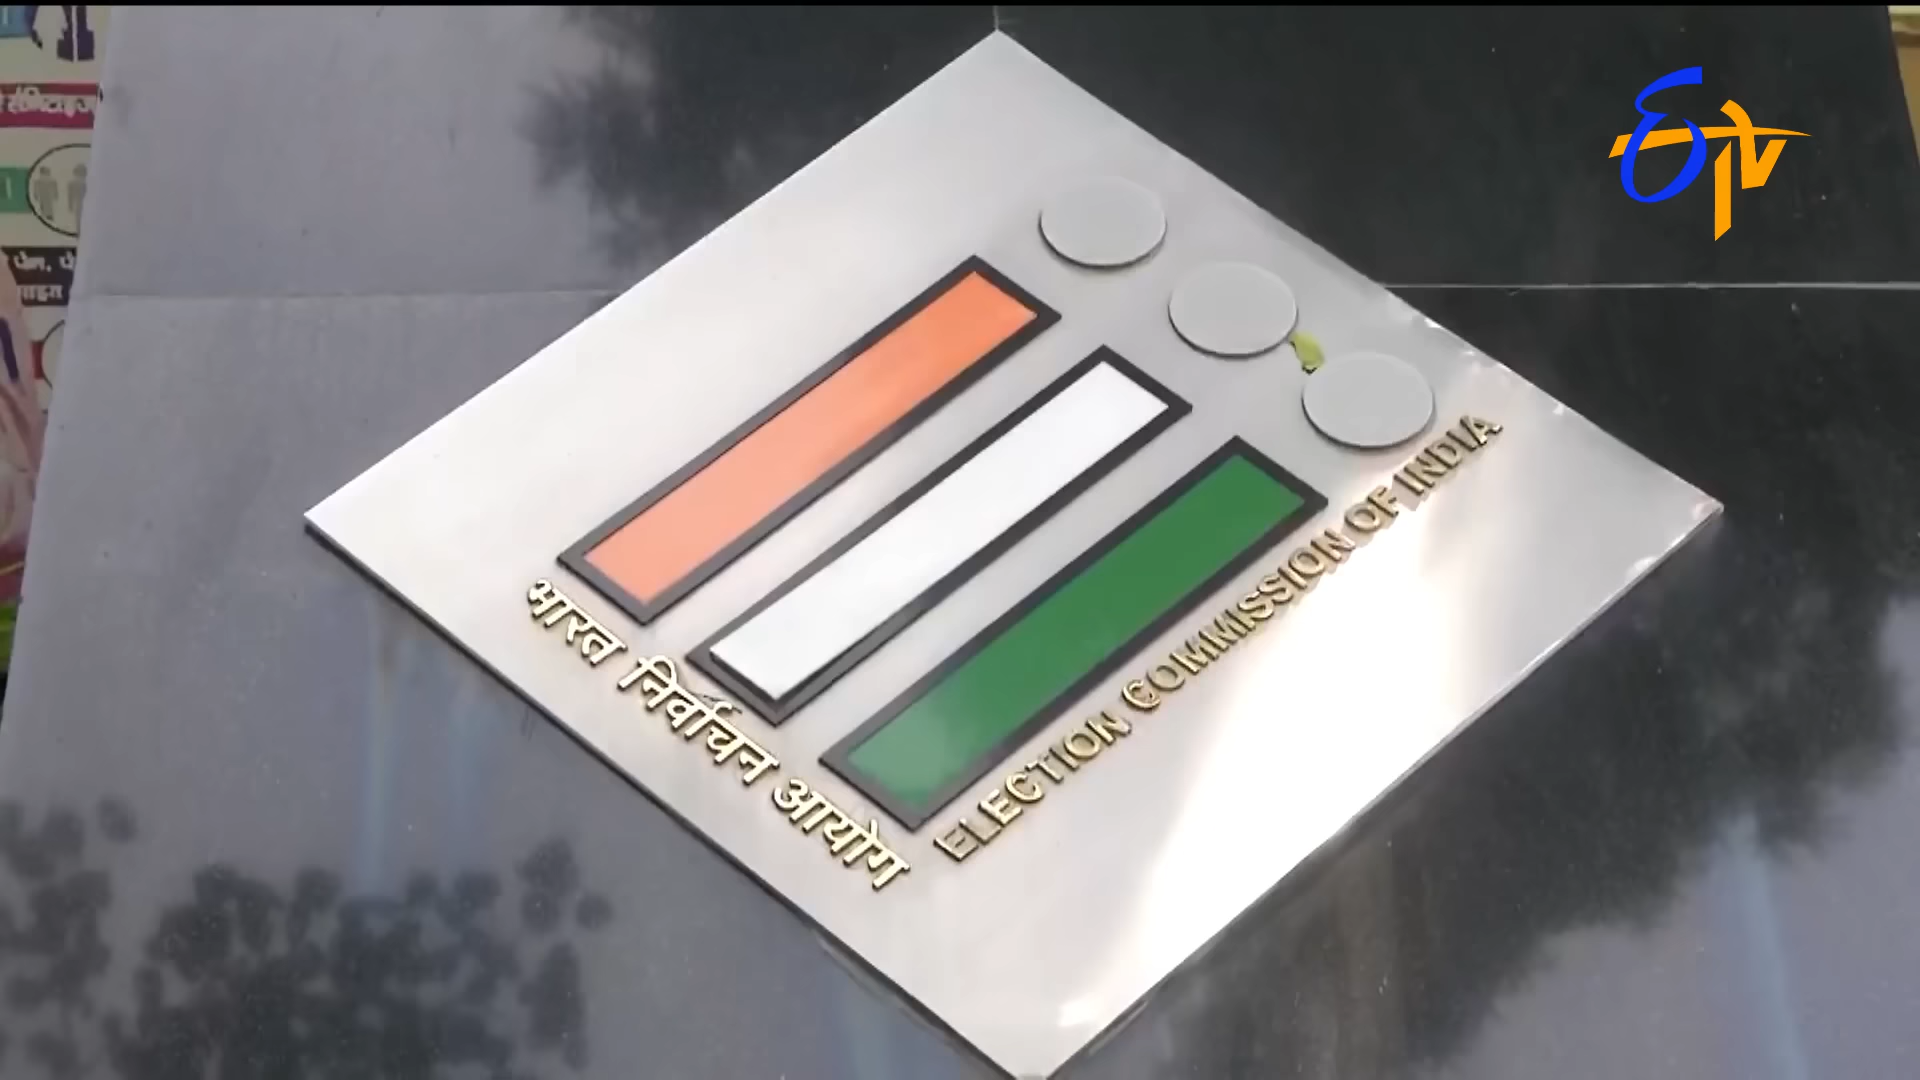 ETV
भारत निर्वाचन आयोग
ELECTION COMMISSION OF INDIA